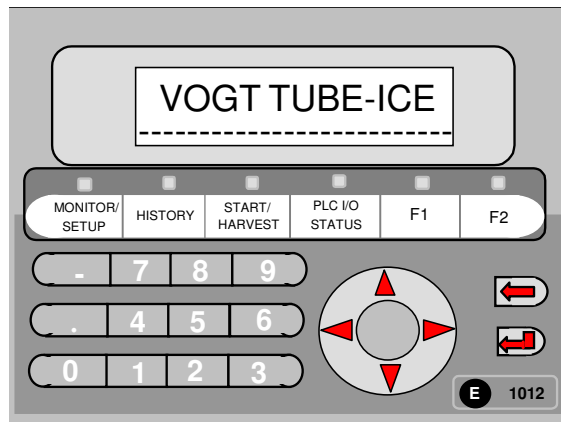 VOGT TUBE-ICE
MONITOR/
SETUP
HISTORY
START/
HARVEST
PLC I/O
STATUS
F1
F2
- 7 8 9
. 4 5 6
0 1 2 3
E 1012